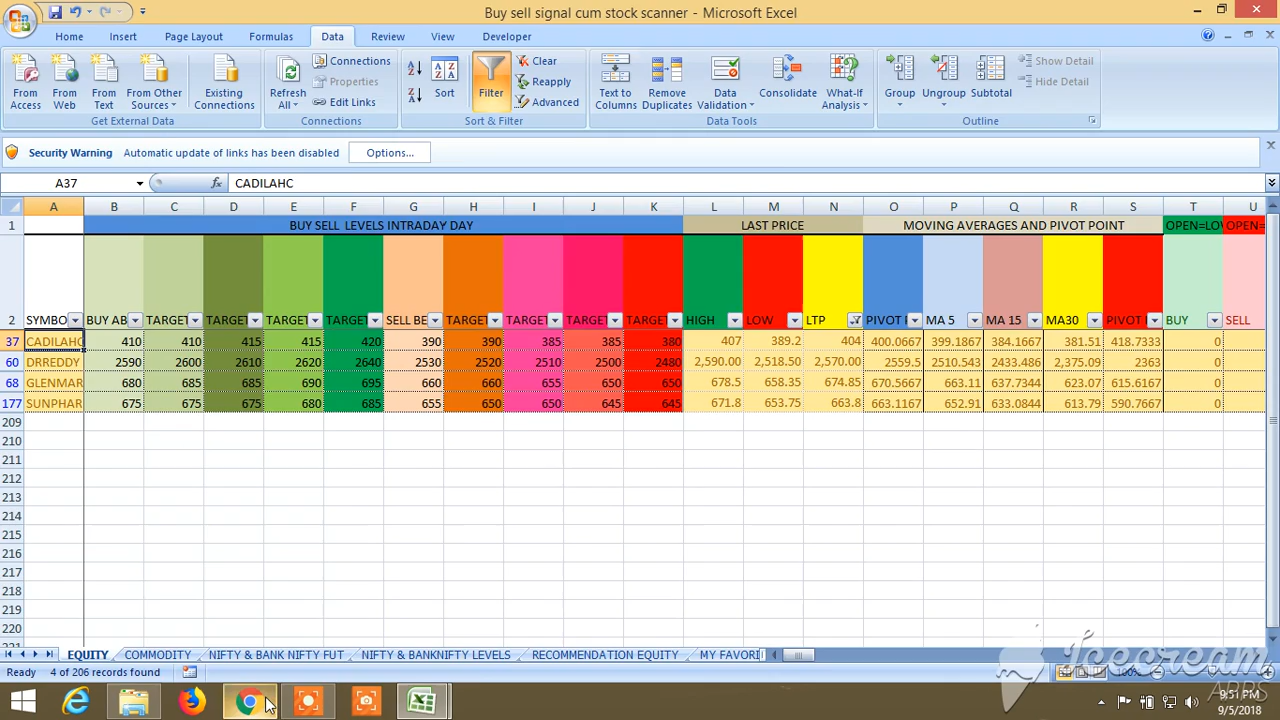 Buy sell signal cum stock scanner - Microsoft Excel
Home Insert Page Layout Formulas Data Review View Developer
From Access
From Web
From Text
From Other Sources
Existing Connections
Get External Data
Refresh All
Connections
Properties
Edit Links
Connections
Sort
Filter
Clear
Reapply
Advanced
Sort & Filter
Text to Columns
Remove Duplicates
Data Validation
Consolidate
What-If Analysis
Data Tools
Group
Ungroup
Subtotal
Show Detail
Hide Detail
Outline
Security Warning Automatic update of links has been disabled Options...
A37 fx CADILAHC
A B C D E F G H I J K L M N O P Q R S T U
1 BUY SELL LEVELS INTRADAY DAY LAST PRICE MOVING AVERAGES AND PIVOT POINT OPEN=LOW OPEN=
2 SYMBO BUY AB TARGET TARGET TARGET TARGET SELL BE TARGET TARGET TARGET TARGET HIGH LOW LTP PIVOT MA 5 MA 15 MA30 PIVOT BUY SELL
37 CADILAHC 410 410 415 415 420 390 390 385 385 380 407 389.2 404 400.0667 399.1867 384.1667 381.51 418.7333 0
60 DRREDDY 2590 2600 2610 2620 2640 2530 2520 2510 2500 2480 2,590.00 2,518.50 2,570.00 2559.5 2510.543 2433.486 2,375.09 2363 0
68 GLENMAR 680 685 685 690 695 660 660 655 650 650 678.5 658.35 674.85 670.5667 663.11 637.7344 623.07 615.6167 0
177 SUNPHAR 675 675 675 680 685 655 650 650 645 645 671.8 653.75 663.8 663.1167 652.91 633.0844 613.79 590.7667 0
209
210
211
212
213
214
215
216
217
218
219
220
221
EQUITY COMMODITY NIFTY & BANK NIFTY FUT NIFTY & BANKNIFTY LEVELS RECOMMENDATION EQUITY MY FAVORI
Ready 4 of 206 records found 100%
Icecream
APPS
9:51 PM
9/5/2018